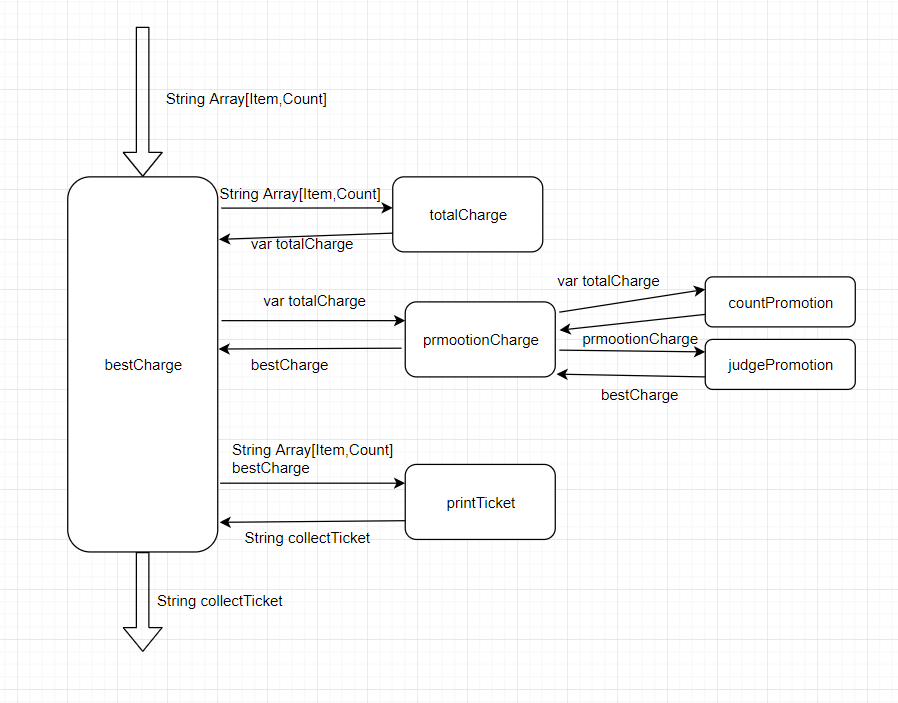 String Array[Item,Count]
String Array[Item,Count]
totalCharge
var totalCharge
var totalCharge
countPromotion
var totalCharge
prmootionCharge
prmootionCharge
judgePromotion
bestCharge
bestCharge
bestCharge
String Array[Item,Count]
bestCharge
printTicket
String collectTicket
String collectTicket